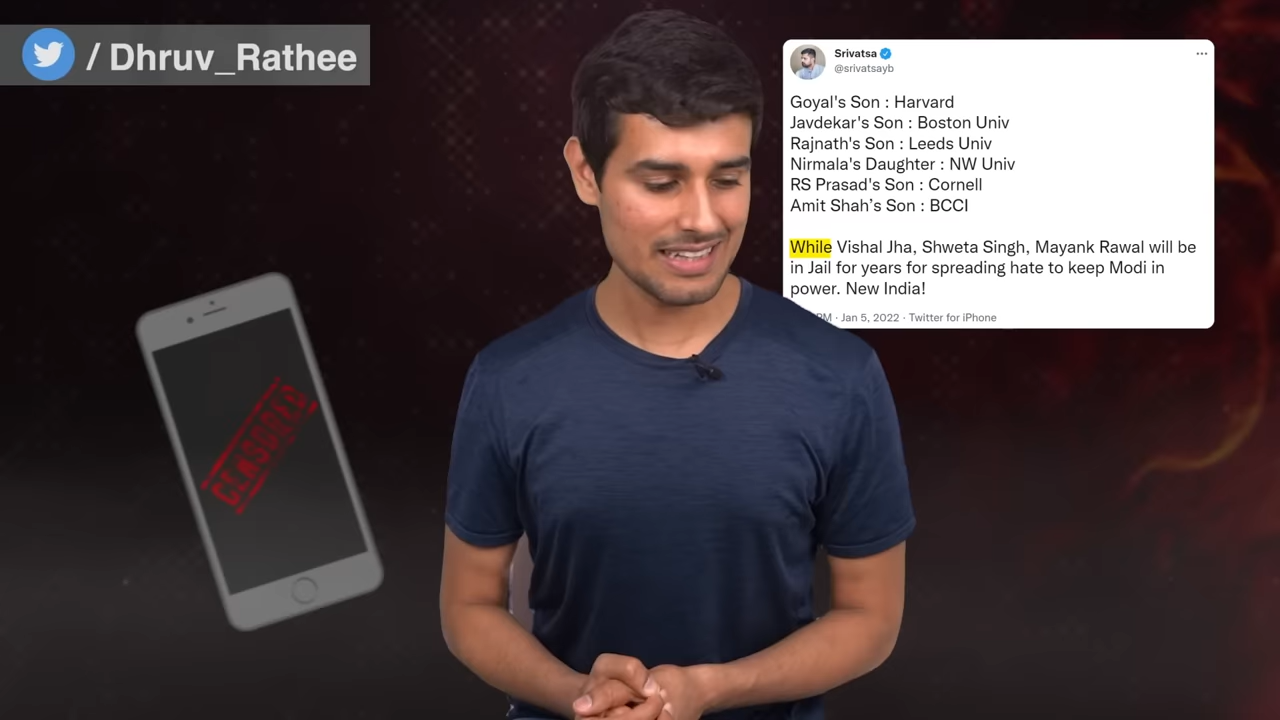 / Dhruv_Rathee
Srivatsa
@srivatsayb
Goyal's Son : Harvard
Javdekar's Son : Boston Univ
Rajnath's Son : Leeds Univ
Nirmala's Daughter : NW Univ
RS Prasad's Son : Cornell
Amit Shah’s Son : BCCI
While Vishal Jha, Shweta Singh, Mayank Rawal will be
in Jail for years for spreading hate to keep Modi in
power. New India!
PM · Jan 5, 2022 · Twitter for iPhone
CENSORED